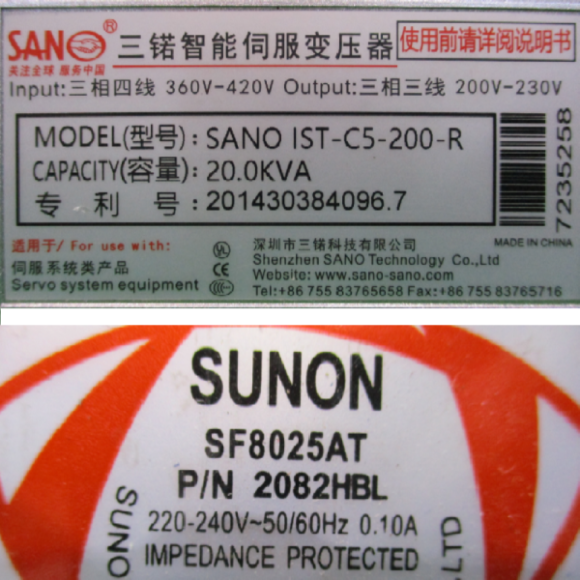 SANO® 三锘智能伺服变压器 使用前请详阅说明书
关注全球 服务中国
Input:三相四线 360V-420V Output:三相三线 200V-230V
MODEL(型号): SANO IST-C5-200-R
CAPACITY(容量): 20.0KVA
专 利 号: 201430384096.7
7235258
适用于/ For use with:
伺服系统类产品
Servo system equipment
UL
CE
深圳市三锘科技有限公司
Shenzhen SANO Technology Co.,Ltd
Website: www.sano-sano.com
Tel:+86 755 83765658 Fax:+86 755 83765716
MADE IN CHINA
SUNON
SF8025AT
P/N 2082HBL
220-240V~50/60Hz 0.10A
IMPEDANCE PROTECTED
SUNO
LTD